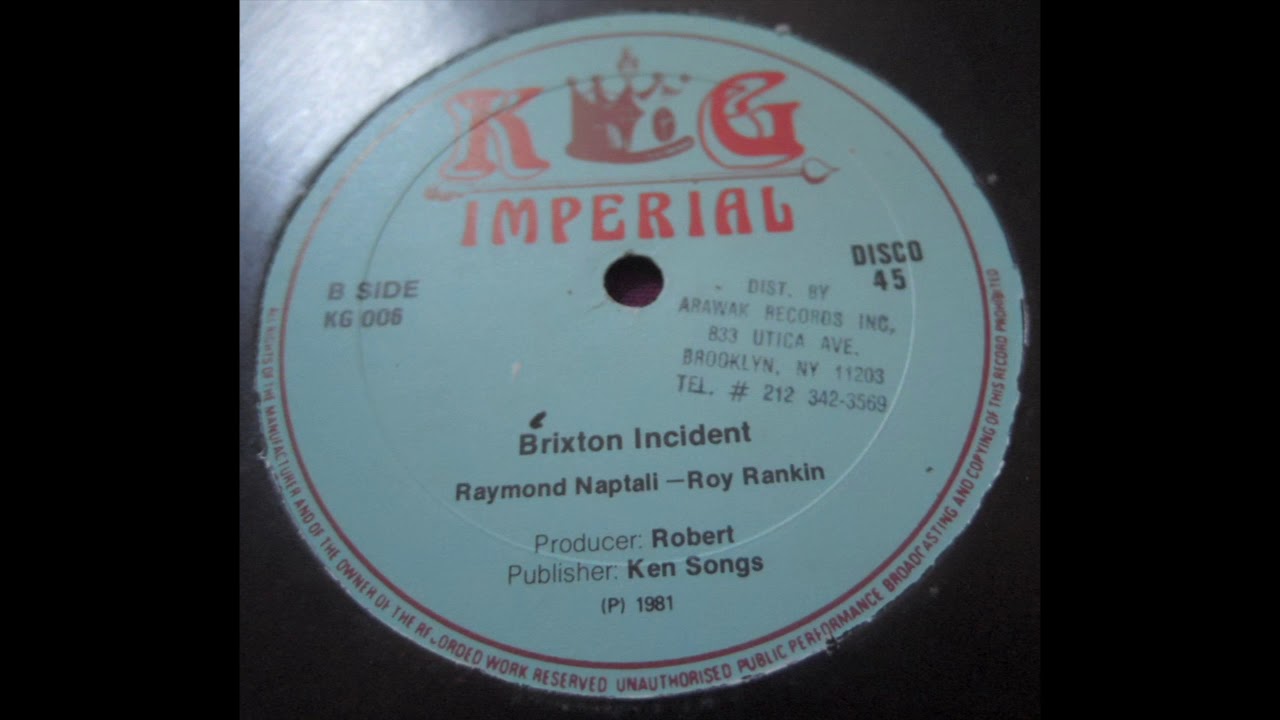 K G
IMPERIAL
DISCO
45
B SIDE
KG 006
DIST. BY
ARAWAK RECORDS INC,
833 UTICA AVE.
BROOKLYN, NY 11203
TEL. # 212 342-3569
Brixton Incident
Raymond Naptali — Roy Rankin
Producer: Robert
Publisher: Ken Songs
(P) 1981
ALL RIGHTS OF THE MANUFACTURER AND OF THE OWNER OF THE RECORDED WORK RESERVED UNAUTHORISED PUBLIC PERFORMANCE BROADCASTING AND COPYING OF THIS RECORD PROHIBITED